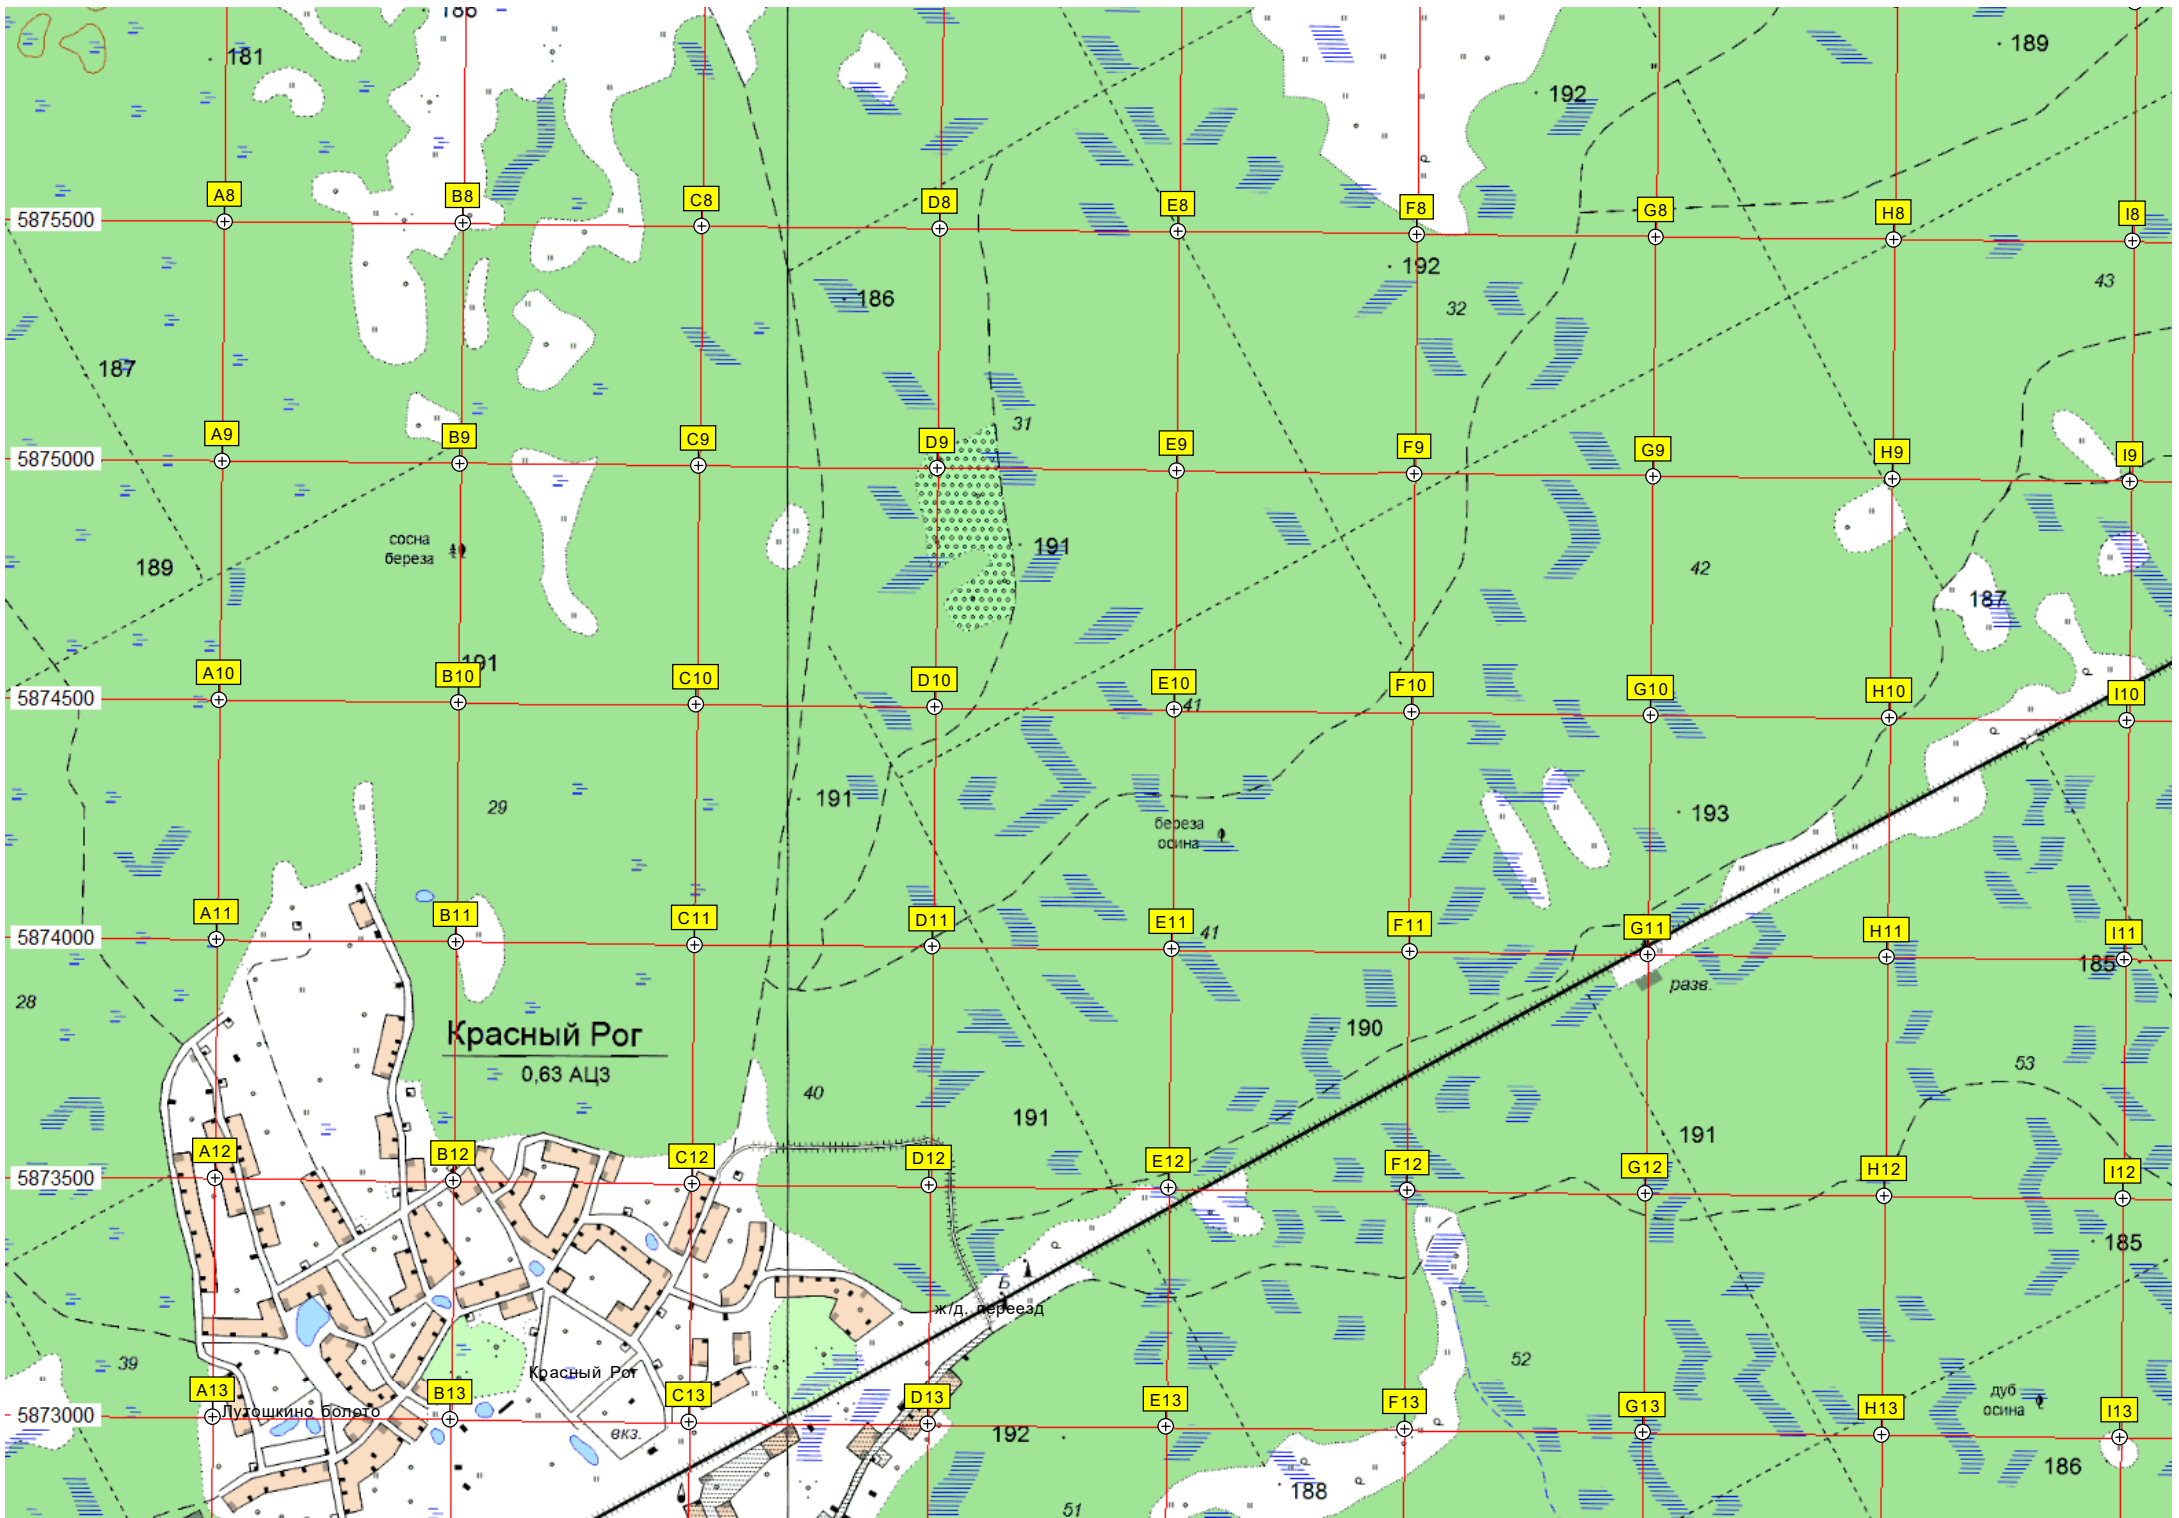 186
181
189
192
A8
B8
C8
D8
E8
F8
G8
H8
I8
5875500
192
43
186
32
187
31
A9
B9
C9
D9
E9
F9
G9
H9
I9
5875000
сосна
береза
191
189
42
187
191
A10
B10
C10
D10
E10
F10
G10
H10
I10
5874500
41
29
191
193
береза
осина
A11
B11
C11
D11
E11
F11
G11
H11
I11
5874000
41
185
разв.
28
Красный Рог
0,63 АЦЗ
190
53
40
191
191
A12
B12
C12
D12
E12
F12
G12
H12
I12
5873500
185
Б
ж/д. переезд
39
Красный Рог
52
дуб
осина
A13
B13
C13
D13
E13
F13
G13
H13
I13
5873000
Лутошкино болото
вкз.
192
186
188
51